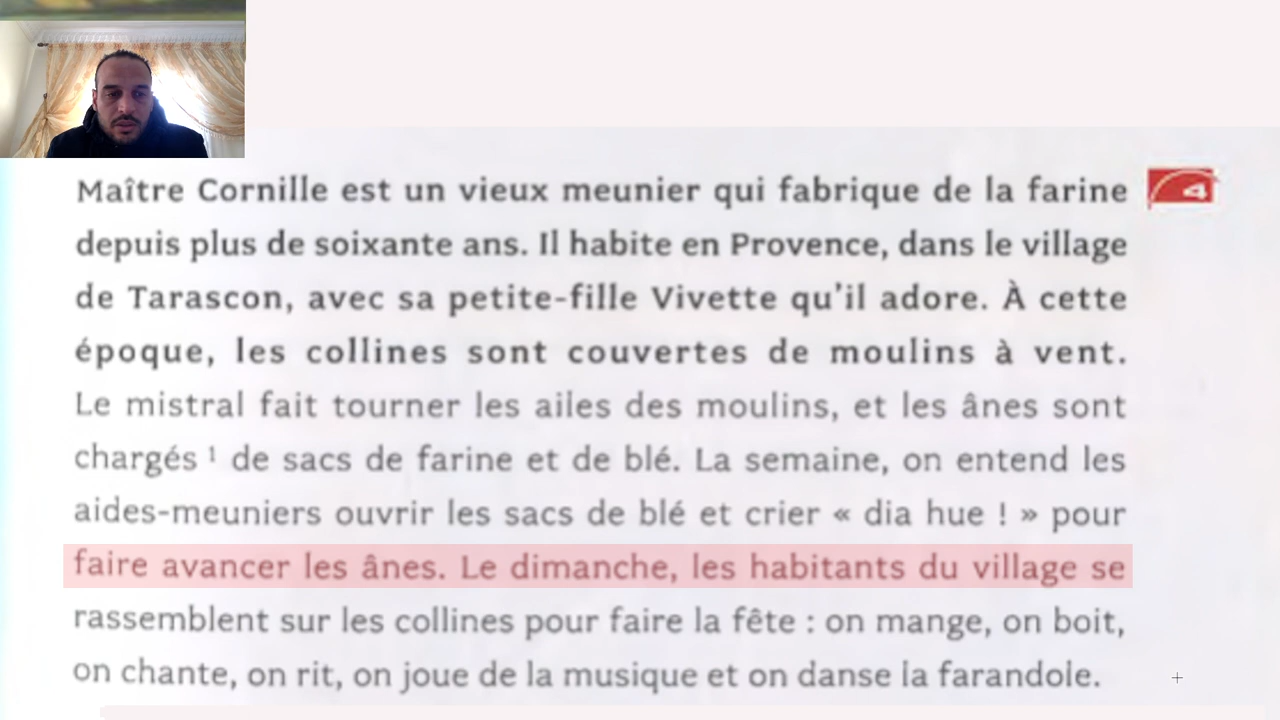 Maître Cornille est un vieux meunier qui fabrique de la farine 4
depuis plus de soixante ans. Il habite en Provence, dans le village
de Tarascon, avec sa petite-fille Vivette qu'il adore. À cette
époque, les collines sont couvertes de moulins à vent.
Le mistral fait tourner les ailes des moulins, et les ânes sont
chargés ¹ de sacs de farine et de blé. La semaine, on entend les
aides-meuniers ouvrir les sacs de blé et crier « dia hue ! » pour
faire avancer les ânes. Le dimanche, les habitants du village se
rassemblent sur les collines pour faire la fête : on mange, on boit,
on chante, on rit, on joue de la musique et on danse la farandole.